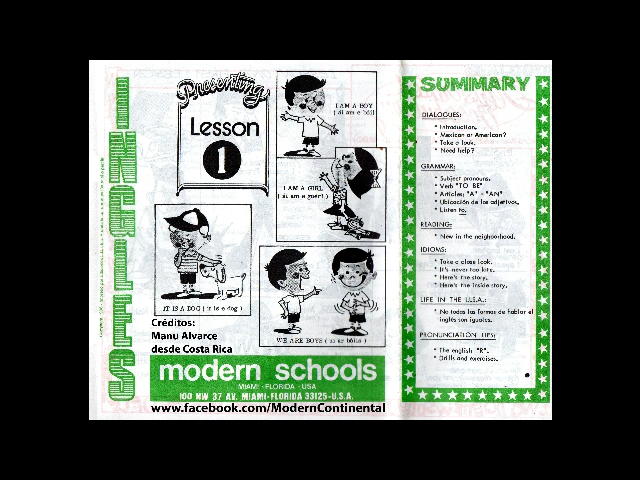 INGLES SFF
Presenting
Lesson
1
I AM A BOY
( ai am e bói)
I AM A GIRL
( ai am e guerl )
IT IS A DOG ( it is e dog )
WE ARE BOYS ( ui ar bóiis )
Créditos:
Manu Alvarce
desde Costa Rica
modern schools
MIAMI - FLORIDA - USA
100 NW 37 AV. MIAMI-FLORIDA 33125-U.S.A.
www.facebook.com/ModernContinental
SUMMARY
DIALOGUES:
* Introduction.
* Mexican or American?
* Take a look.
* Need help?
GRAMMAR:
* Subject pronouns.
* Verb "TO BE"
* Articles: "A" - "AN"
* Ubicación de los adjetivos.
* Listen to.
READING:
* New in the neighborhood.
IDIOMS:
* Take a close look.
* It's never too late.
* Here's the story.
* Here's the inside story.
LIFE IN THE U.S.A.:
* No todas las formas de hablar el
inglés son iguales.
PRONUNCIATION TIPS:
* The english "R".
* Drills and exercises.